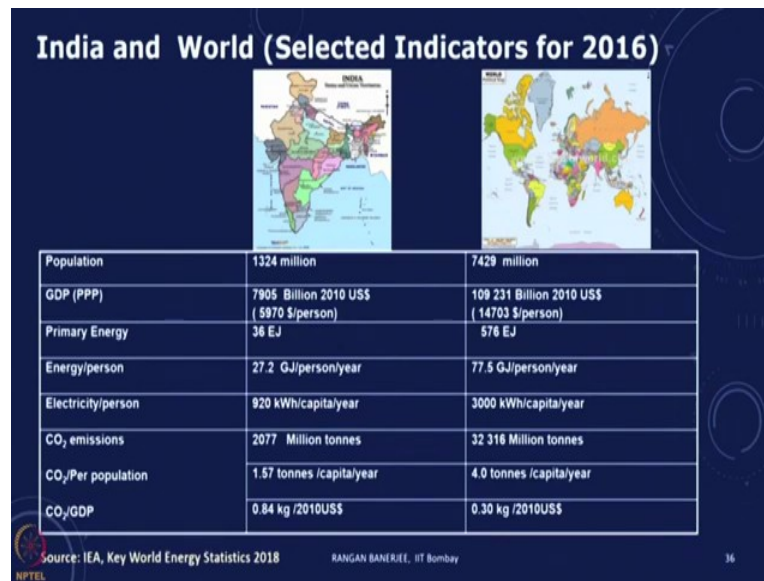 India and World (Selected Indicators for 2016)
INDIA
WORLD
Population 1324 million 7429 million
GDP (PPP) 7905 Billion 2010 US$ 109 231 Billion 2010 US$
( 5970 $/person) ( 14703 $/person)
Primary Energy 36 EJ 576 EJ
Energy/person 27.2 GJ/person/year 77.5 GJ/person/year
Electricity/person 920 kWh/capita/year 3000 kWh/capita/year
CO₂ emissions 2077 Million tonnes 32 316 Million tonnes
CO₂/Per population 1.57 tonnes /capita/year 4.0 tonnes /capita/year
CO₂/GDP 0.84 kg /2010US$ 0.30 kg /2010US$
Source: IEA, Key World Energy Statistics 2018 RANGAN BANERJEE, IIT Bombay 36
NPTEL